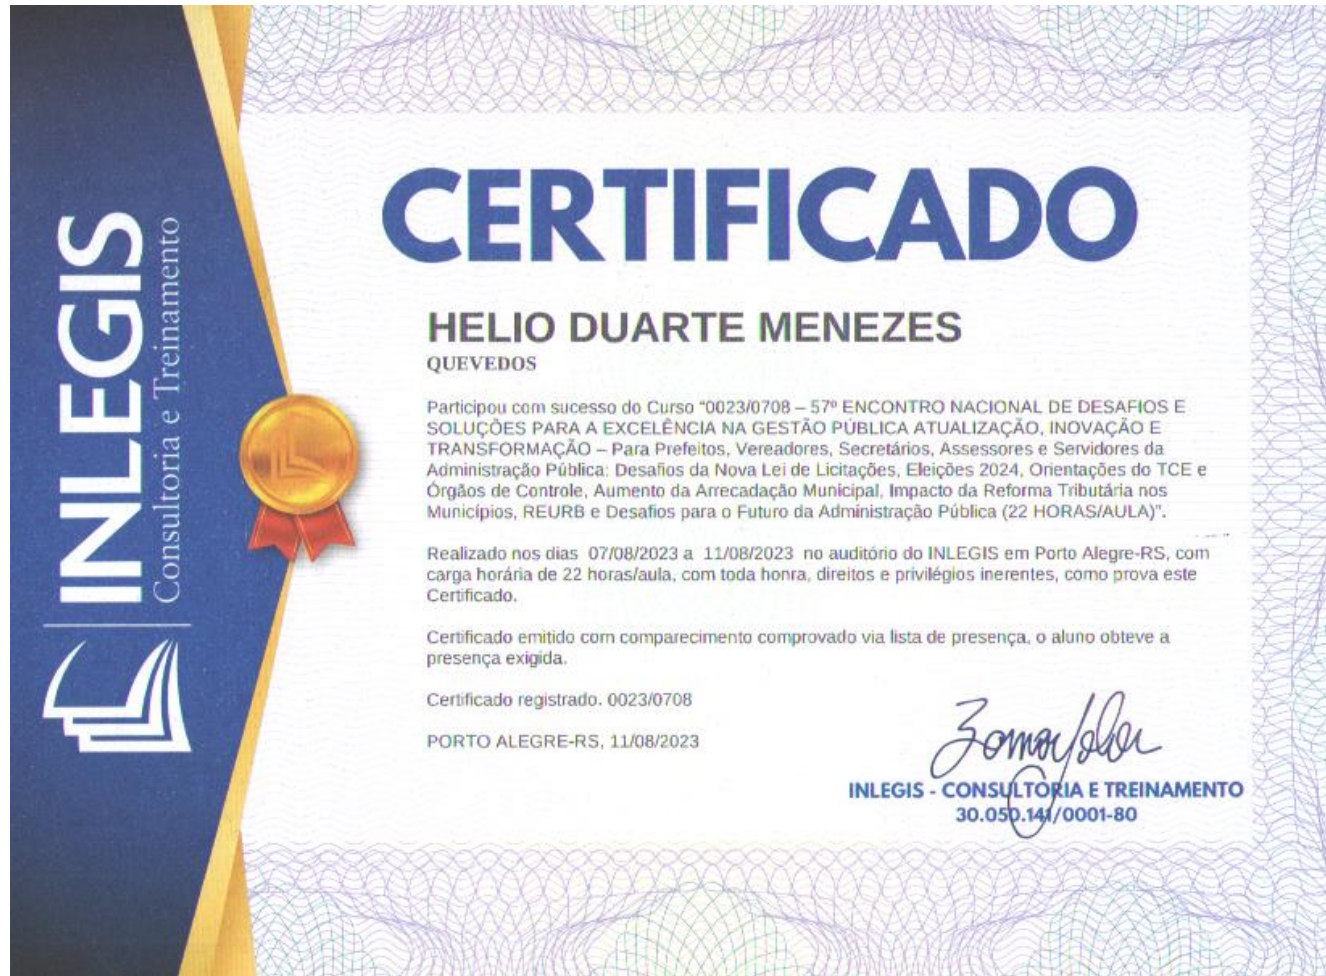 INLEGIS
Consultoria e Treinamento
CERTIFICADO
HELIO DUARTE MENEZES
QUEVEDOS
Participou com sucesso do Curso "0023/0708 – 57º ENCONTRO NACIONAL DE DESAFIOS E
SOLUÇÕES PARA A EXCELÊNCIA NA GESTÃO PÚBLICA ATUALIZAÇÃO, INOVAÇÃO E
TRANSFORMAÇÃO – Para Prefeitos, Vereadores, Secretários, Assessores e Servidores da
Administração Pública: Desafios da Nova Lei de Licitações, Eleições 2024, Orientações do TCE e
Órgãos de Controle, Aumento da Arrecadação Municipal, Impacto da Reforma Tributária nos
Municípios, REURB e Desafios para o Futuro da Administração Pública (22 HORAS/AULA)".
Realizado nos dias 07/08/2023 a 11/08/2023 no auditório do INLEGIS em Porto Alegre-RS, com
carga horária de 22 horas/aula, com toda honra, direitos e privilégios inerentes, como prova este
Certificado.
Certificado emitido com comparecimento comprovado via lista de presença, o aluno obteve a
presença exigida.
Certificado registrado. 0023/0708
PORTO ALEGRE-RS, 11/08/2023
INLEGIS - CONSULTORIA E TREINAMENTO
30.050.141/0001-80